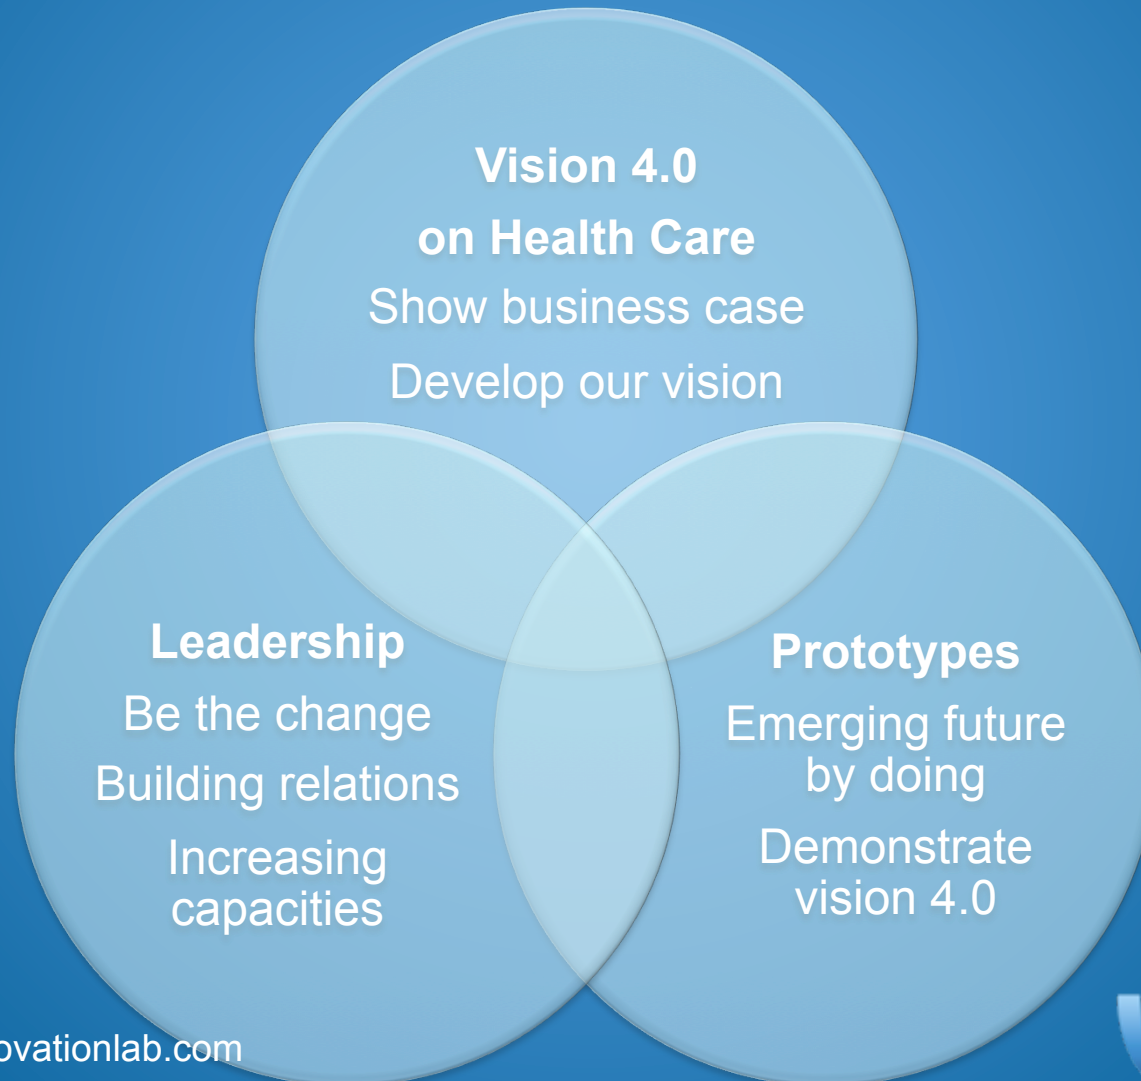 Vision 4.0
on Health Care
Show business case
Develop our vision
Leadership
Be the change
Building relations
Increasing
capacities
Prototypes
Emerging future
by doing
Demonstrate
vision 4.0
ovationlab.com